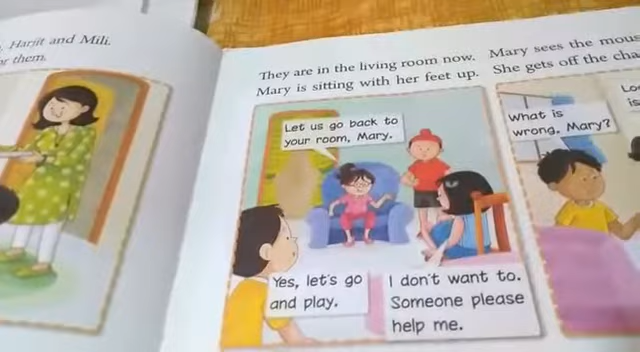 Harjit and Mili.
them.
They are in the living room now.
Mary is sitting with her feet up.
Let us go back to
your room, Mary.
Yes, let's go
and play.
I don't want to.
Someone please
help me.
Mary sees the
She gets off the
What is
wrong, Mary?